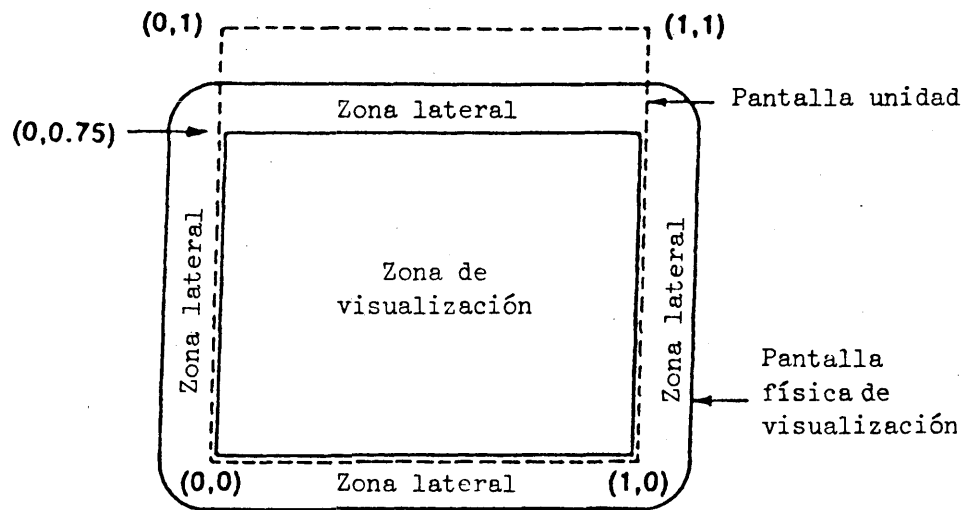 (0,1)
(1,1)
Zona lateral
Pantalla unidad
(0,0.75)
Zona lateral
Zona de
visualización
Zona lateral
Pantalla
física de
visualización
(0,0)
Zona lateral
(1,0)